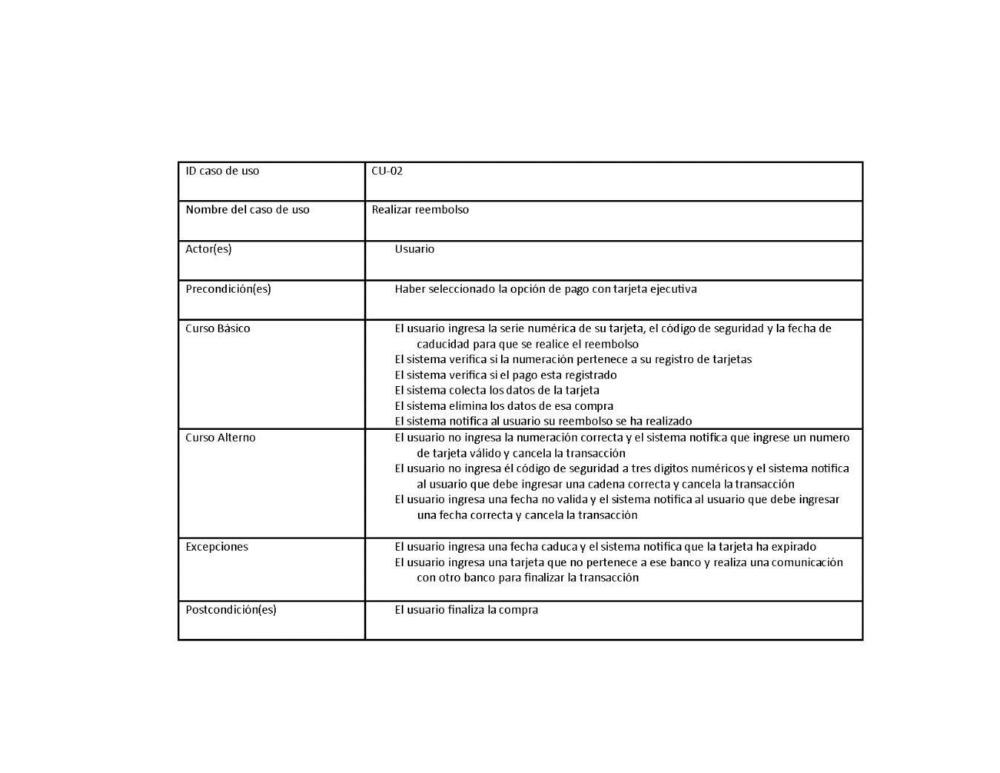 ID caso de uso
CU-02
Nombre del caso de uso
Realizar reembolso
Actor(es)
Usuario
Precondición(es)
Haber seleccionado la opción de pago con tarjeta ejecutiva
Curso Básico
El usuario ingresa la serie numérica de su tarjeta, el código de seguridad y la fecha de
caducidad para que se realice el reembolso
El sistema verifica si la numeración pertenece a su registro de tarjetas
El sistema verifica si el pago esta registrado
El sistema colecta los datos de la tarjeta
El sistema elimina los datos de esa compra
El sistema notifica al usuario su reembolso se ha realizado
Curso Alterno
El usuario no ingresa la numeración correcta y el sistema notifica que ingrese un numero
de tarjeta válido y cancela la transacción
El usuario no ingresa él código de seguridad a tres dígitos numéricos y el sistema notifica
al usuario que debe ingresar una cadena correcta y cancela la transacción
El usuario ingresa una fecha no valida y el sistema notifica al usuario que debe ingresar
una fecha correcta y cancela la transacción
Excepciones
El usuario ingresa una fecha caduca y el sistema notifica que la tarjeta ha expirado
El usuario ingresa una tarjeta que no pertenece a ese banco y realiza una comunicación
con otro banco para finalizar la transacción
Postcondición(es)
El usuario finaliza la compra